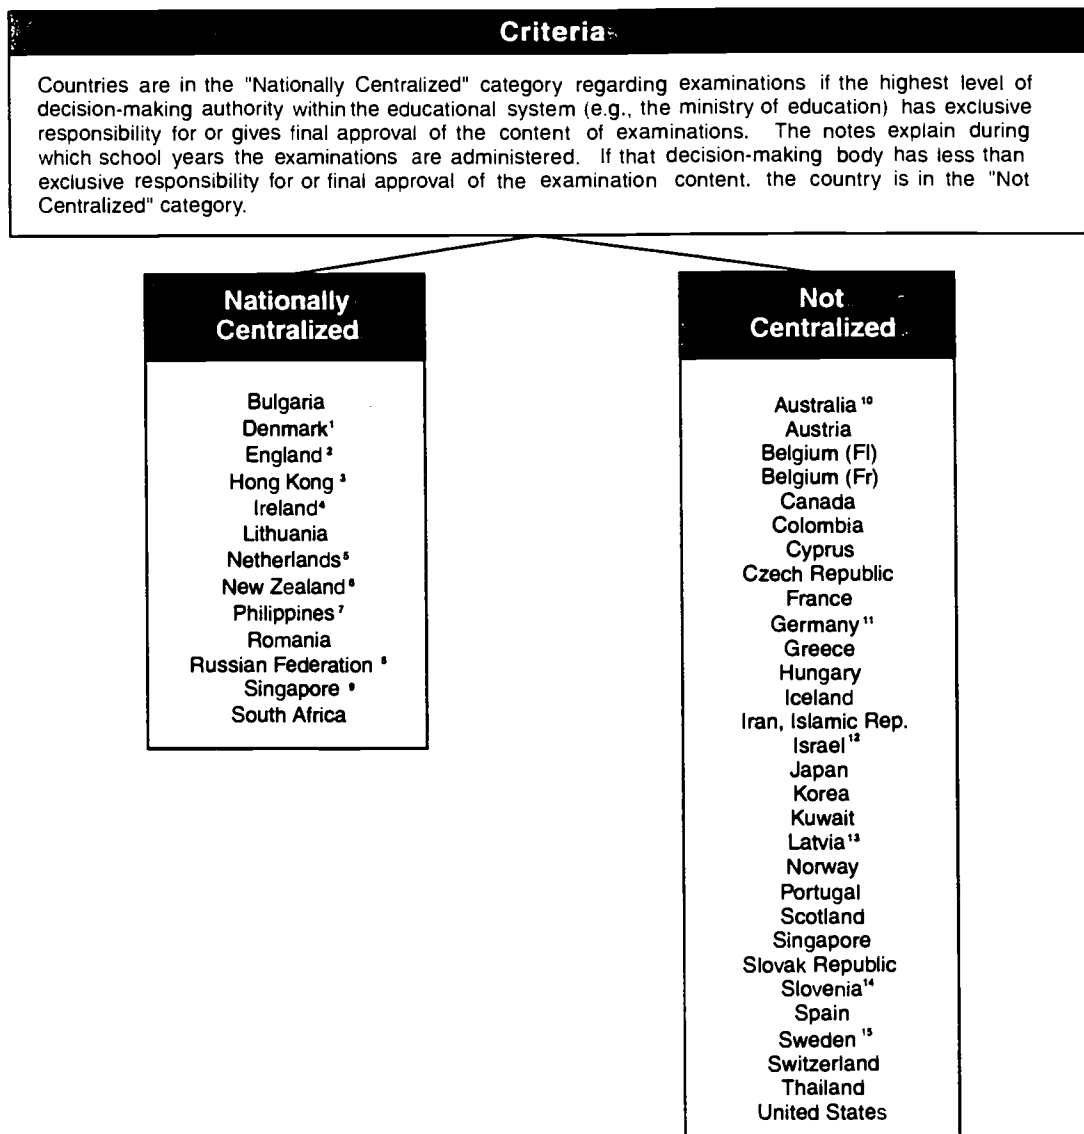 Criteria
Countries are in the "Nationally Centralized" category regarding examinations if the highest level of
decision-making authority within the educational system (e.g., the ministry of education) has exclusive
responsibility for or gives final approval of the content of examinations. The notes explain during
which school years the examinations are administered. If that decision-making body has less than
exclusive responsibility for or final approval of the examination content. the country is in the "Not
Centralized" category.
Nationally
Centralized
Bulgaria
Denmark¹
England²
Hong Kong³
Ireland⁴
Lithuania
Netherlands⁵
New Zealand⁶
Philippines⁷
Romania
Russian Federation ⁸
Singapore ⁹
South Africa
Not
Centralized
Australia¹⁰
Austria
Belgium (Fl)
Belgium (Fr)
Canada
Colombia
Cyprus
Czech Republic
France
Germany¹¹
Greece
Hungary
Iceland
Iran, Islamic Rep.
Israel¹²
Japan
Korea
Kuwait
Latvia¹³
Norway
Portugal
Scotland
Singapore
Slovak Republic
Slovenia¹⁴
Spain
Sweden¹⁵
Switzerland
Thailand
United States